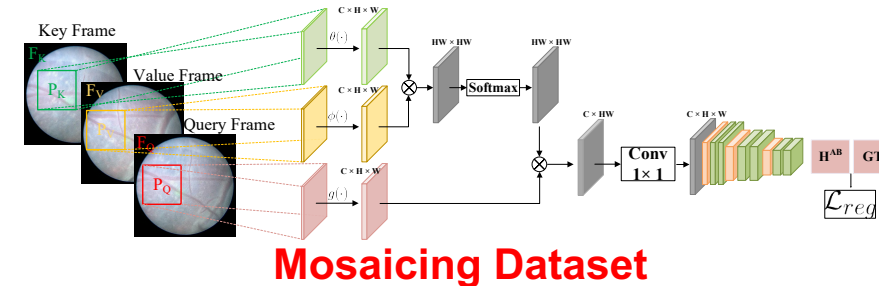 Key Frame
F_K
P_K
Value Frame
F_V
Query Frame
F_Q
P_Q
C × H × W
θ(·)
C × H × W
ϕ(·)
C × H × W
g(·)
HW × HW
Softmax
HW × HW
C × HW
Conv
1× 1
C × H × W
H^AB
GT
L_reg
Mosaicing Dataset